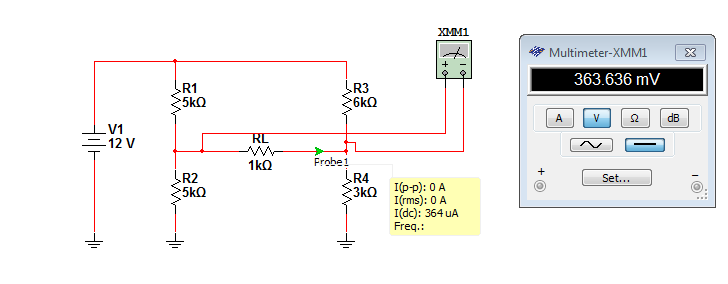 XMM1
Multimeter-XMM1
363.636 mV
A
V
Ω
dB
+
Set...
−
R1
5kΩ
R3
6kΩ
V1
12 V
RL
1kΩ
Probe1
R2
5kΩ
R4
3kΩ
I(p-p): 0 A
I(rms): 0 A
I(dc): 364 uA
Freq.: